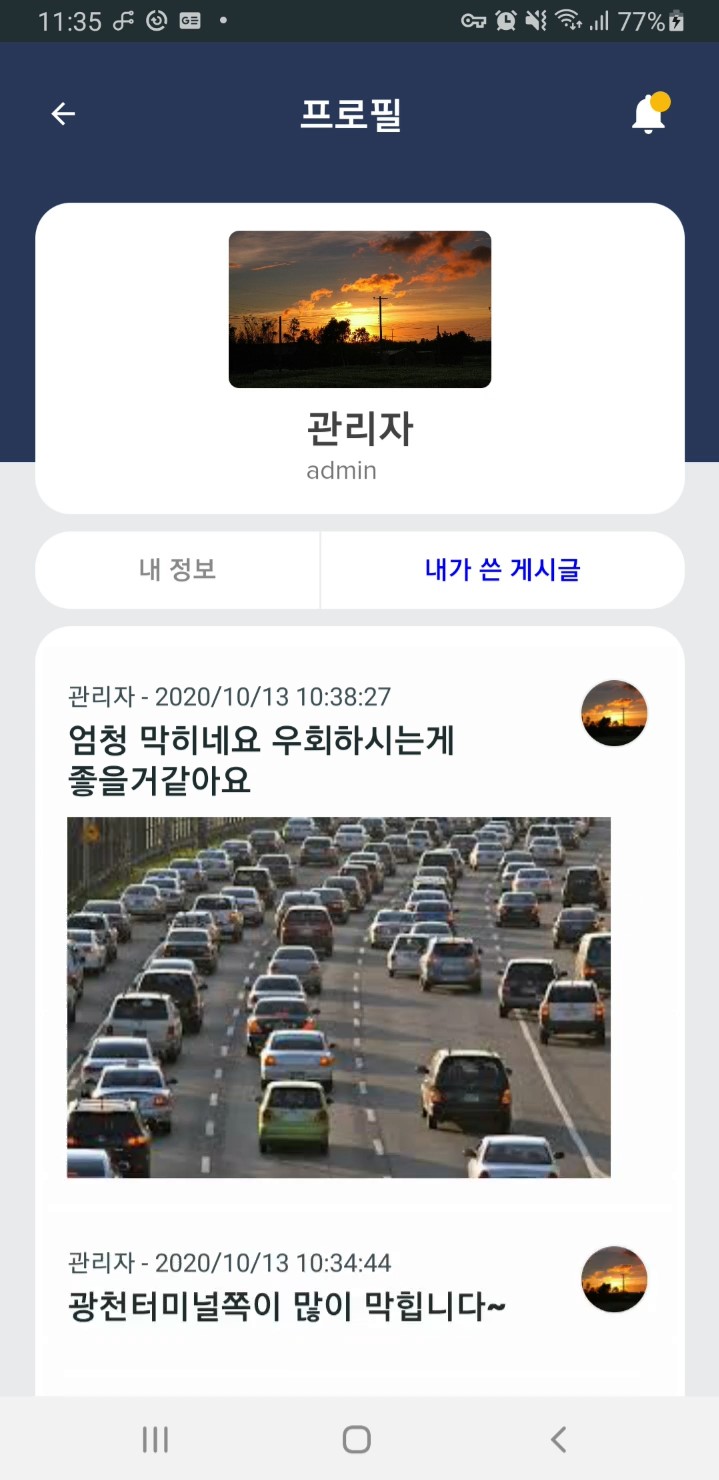 11:35
77%
프로필
관리자
admin
내 정보
내가 쓴 게시글
관리자 - 2020/10/13 10:38:27
엄청 막히네요 우회하시는게
좋을거같아요
관리자 - 2020/10/13 10:34:44
광천터미널쪽이 많이 막힙니다~